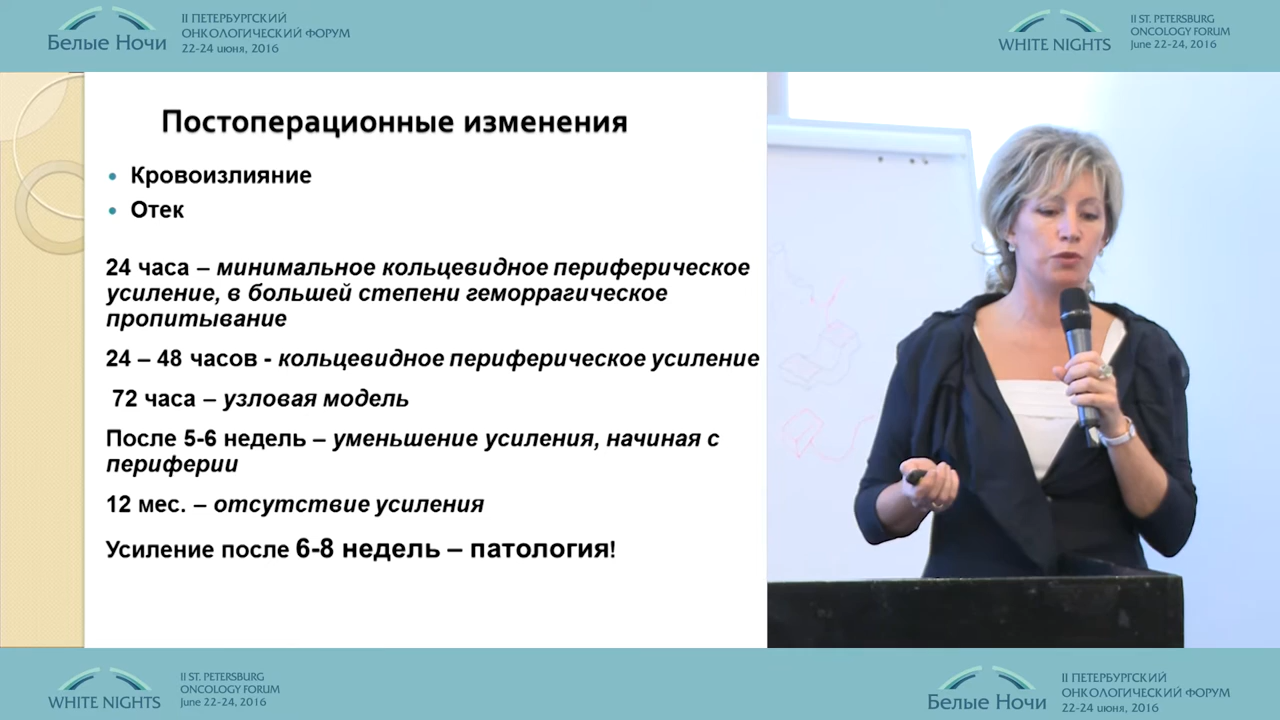 Белые Ночи
II ПЕТЕРБУРГСКИЙ
ОНКОЛОГИЧЕСКИЙ ФОРУМ
22-24 июня, 2016
WHITE NIGHTS
II ST. PETERSBURG
ONCOLOGY FORUM
June 22-24, 2016
Постоперационные изменения
• Кровоизлияние
• Отек
24 часа – минимальное кольцевидное периферическое
усиление, в большей степени геморрагическое
пропитывание
24 – 48 часов - кольцевидное периферическое усиление
72 часа – узловая модель
После 5-6 недель – уменьшение усиления, начиная с
периферии
12 мес. – отсутствие усиления
Усиление после 6-8 недель – патология!
WHITE NIGHTS
II ST. PETERSBURG
ONCOLOGY FORUM
June 22-24, 2016
Белые Ночи
II ПЕТЕРБУРГСКИЙ
ОНКОЛОГИЧЕСКИЙ ФОРУМ
22-24 июня, 2016